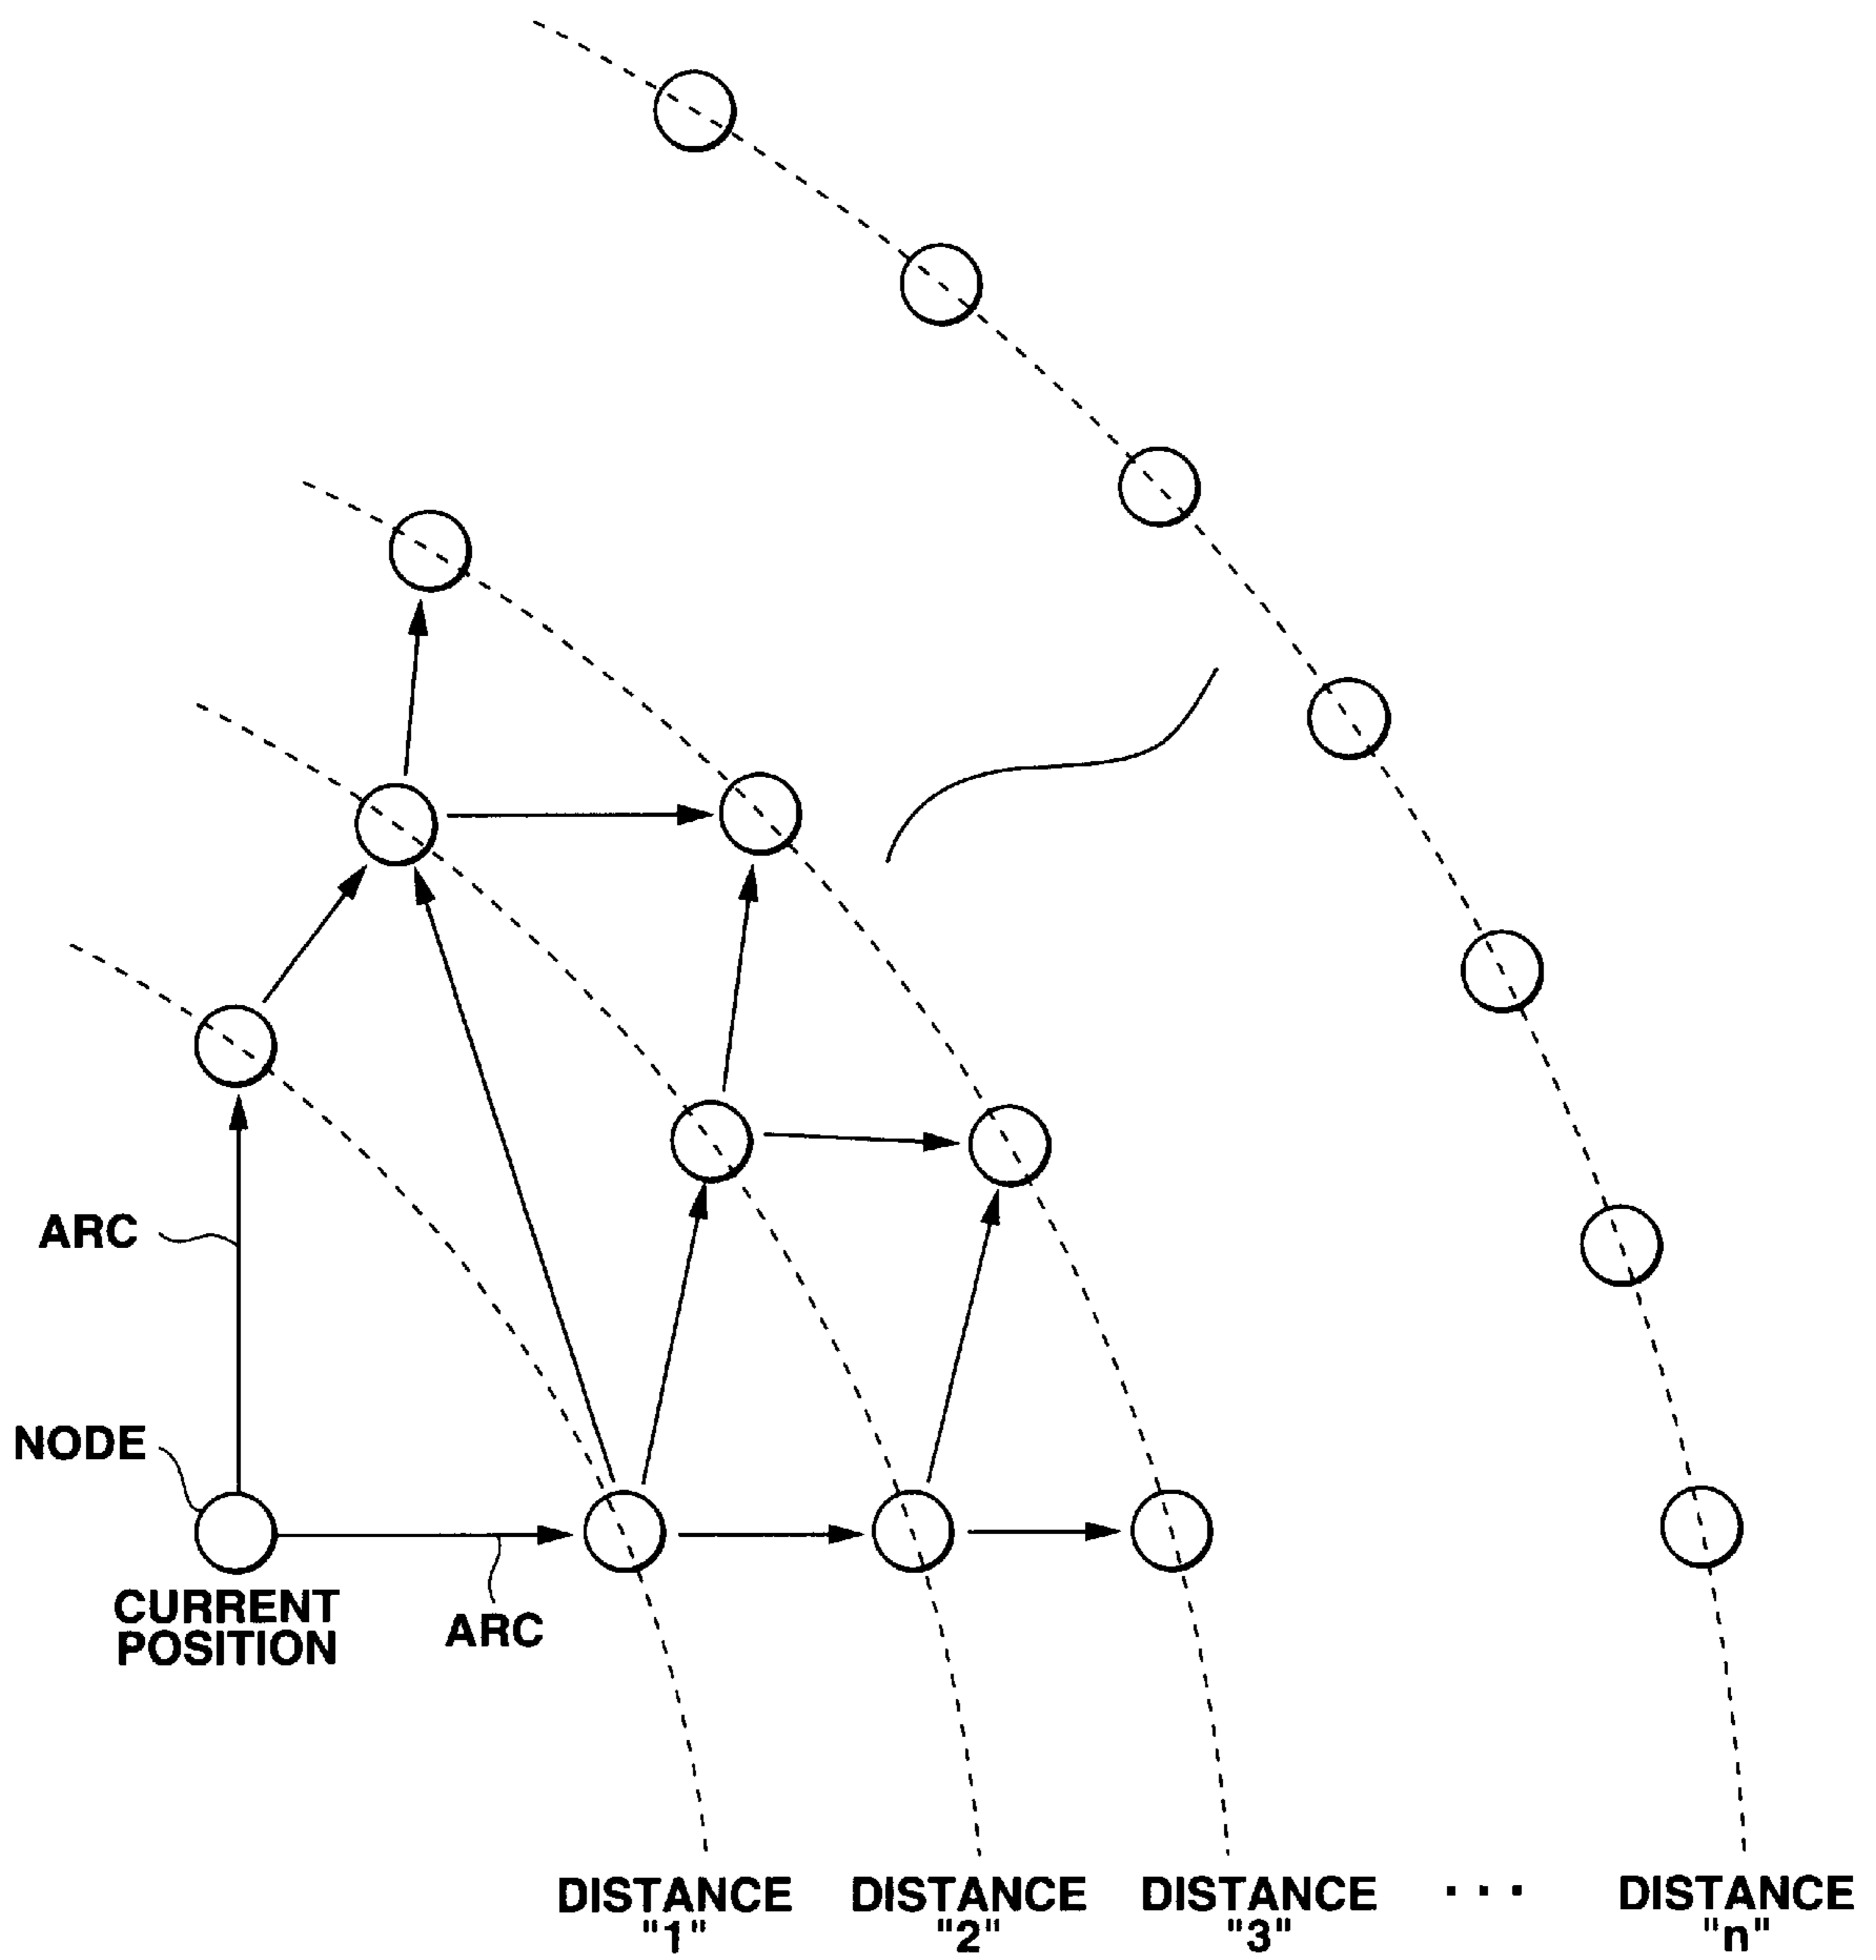 ARC
NODE
CURRENT
POSITION
ARC
DISTANCE
"1"
DISTANCE
"2"
DISTANCE
"3"
...
DISTANCE
"n"